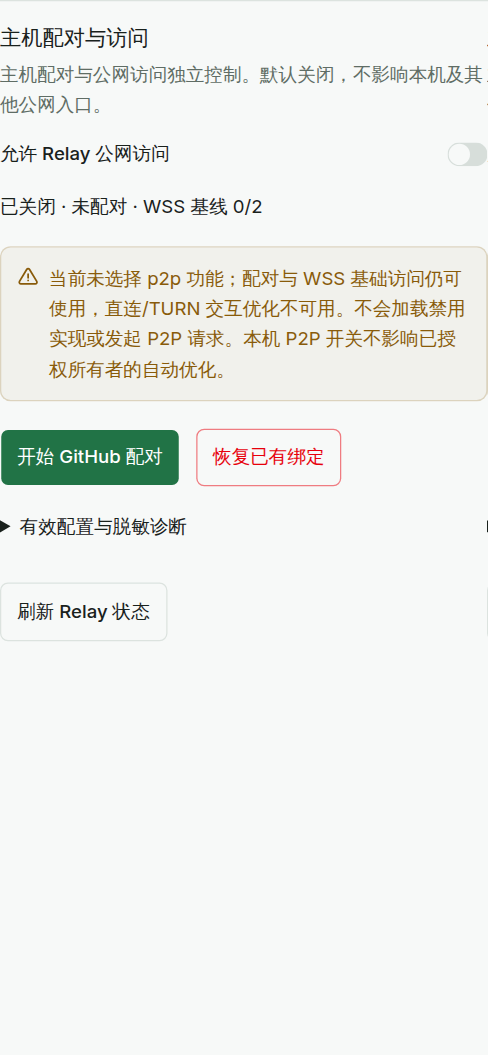 主机配对与访问
主机配对与公网访问独立控制。默认关闭，不影响本机及其
他公网入口。
允许 Relay 公网访问
已关闭 · 未配对 · WSS 基线 0/2
当前未选择 p2p 功能；配对与 WSS 基础访问仍可
使用，直连/TURN 交互优化不可用。不会加载禁用
实现或发起 P2P 请求。本机 P2P 开关不影响已授
权所有者的自动优化。
开始 GitHub 配对
恢复已有绑定
有效配置与脱敏诊断
刷新 Relay 状态